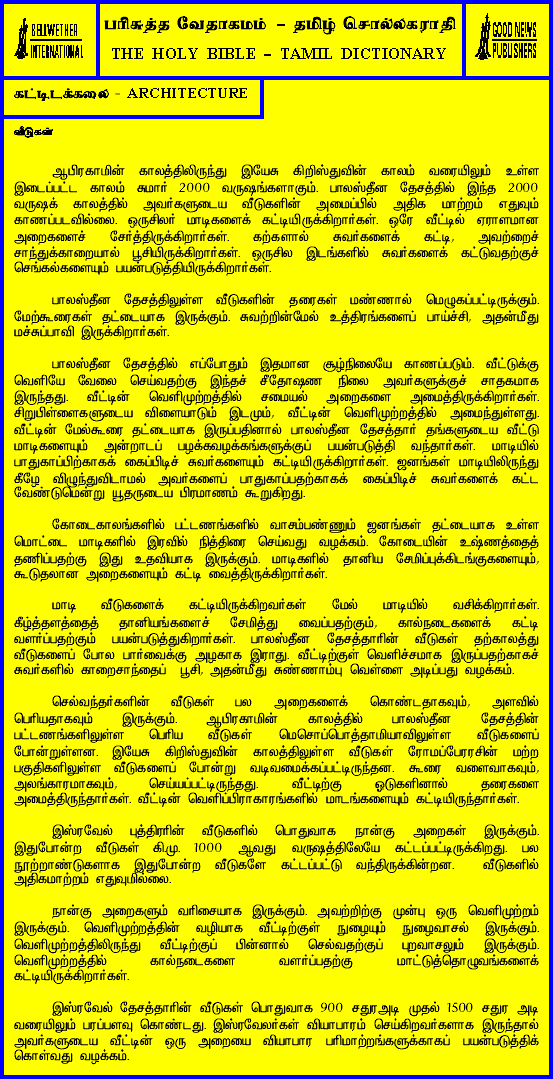 BELLWETHER INTERNATIONAL
பரிசுத்த வேதாகமம் – தமிழ் சொல்லகராதி
THE HOLY BIBLE – TAMIL DICTIONARY
GOOD NEWS PUBLISHERS
கட்டிடக்கலை - ARCHITECTURE
வீடுகள்
ஆபிரகாமின் காலத்திலிருந்து இயேசு கிறிஸ்துவின் காலம் வரையிலும் உள்ள
இடைப்பட்ட காலம் சுமார் 2000 வருஷங்களாகும். பாலஸ்தீன தேசத்தில் இந்த 2000
வருஷக் காலத்தில் அவர்களுடைய வீடுகளின் அமைப்பில் அதிக மாற்றம் எதுவும்
காணப்படவில்லை. ஒருசிலர் மாடிகளைக் கட்டியிருக்கிறார்கள். ஒரே வீட்டில் ஏராளமான
அறைகளைச் சேர்த்திருக்கிறார்கள். கற்களால் சுவர்களைக் கட்டி, அவற்றைச்
சாந்துக்காறையால் பூசியிருக்கிறார்கள். ஒருசில இடங்களில் சுவர்களைக் கட்டுவதற்குச்
செங்கல்களையும் பயன்படுத்தியிருக்கிறார்கள்.
பாலஸ்தீன தேசத்திலுள்ள வீடுகளின் தரைகள் மண்ணால் மெழுகப்பட்டிருக்கும்.
மேற்கூரைகள் தட்டையாக இருக்கும். சுவற்றின்மேல் உத்திரங்களைப் பாய்ச்சி, அதன்மீது
மச்சுப்பாவி இருக்கிறார்கள்.
பாலஸ்தீன தேசத்தில் எப்போதும் இதமான சூழ்நிலையே காணப்படும். வீட்டுக்கு
வெளியே வேலை செய்வதற்கு இந்தச் சீதோஷண நிலை அவர்களுக்குச் சாதகமாக
இருந்தது. வீட்டின் வெளிமுற்றத்தில் சமையல் அறைகளை அமைத்திருக்கிறார்கள்.
சிறுபிள்ளைகளுடைய விளையாடும் இடமும், வீட்டின் வெளிமுற்றத்தில் அமைந்துள்ளது.
வீட்டின் மேல்கூரை தட்டையாக இருப்பதினால் பாலஸ்தீன தேசத்தார் தங்களுடைய வீட்டு
மாடிகளையும் அன்றாடப் பழக்கவழக்கங்களுக்குப் பயன்படுத்தி வந்தார்கள். மாடியில்
பாதுகாப்பிற்காகக் கைப்பிடிச் சுவர்களையும் கட்டியிருக்கிறார்கள். ஜனங்கள் மாடியிலிருந்து
கீழே விழுந்துவிடாமல் அவர்களைப் பாதுகாப்பதற்காகக் கைப்பிடிச் சுவர்களைக் கட்ட
வேண்டுமென்று யூதருடைய பிரமாணம் கூறுகிறது.
கோடைகாலங்களில் பட்டணங்களில் வாசம்பண்ணும் ஜனங்கள் தட்டையாக உள்ள
மொட்டை மாடிகளில் இரவில் நித்திரை செய்வது வழக்கம். கோடையின் உஷ்ணத்தைத்
தணிப்பதற்கு இது உதவியாக இருக்கும். மாடிகளில் தானிய சேமிப்புக்கிடங்குகளையும்,
கூடுதலான அறைகளையும் கட்டி வைத்திருக்கிறார்கள்.
மாடி வீடுகளைக் கட்டியிருக்கிறவர்கள் மேல் மாடியில் வசிக்கிறார்கள்.
கீழ்த்தளத்தைத் தானியங்களைச் சேமித்து வைப்பதற்கும், கால்நடைகளைக் கட்டி
வளர்ப்பதற்கும் பயன்படுத்துகிறார்கள். பாலஸ்தீன தேசத்தாரின் வீடுகள் தற்காலத்து
வீடுகளைப் போல பார்வைக்கு அழகாக இராது. வீட்டிற்குள் வெளிச்சமாக இருப்பதற்காகச்
சுவர்களில் காறைசாந்தைப் பூசி, அதன்மீது சுண்ணாம்பு வெள்ளை அடிப்பது வழக்கம்.
செல்வந்தர்களின் வீடுகள் பல அறைகளைக் கொண்டதாகவும், அளவில்
பெரியதாகவும் இருக்கும். ஆபிரகாமின் காலத்தில் பாலஸ்தீன தேசத்தின்
பட்டணங்களிலுள்ள பெரிய வீடுகள் மெசொப்பொத்தாமியாவிலுள்ள வீடுகளைப்
போன்றுள்ளன. இயேசு கிறிஸ்துவின் காலத்திலுள்ள வீடுகள் ரோமப்பேரரசின் மற்ற
பகுதிகளிலுள்ள வீடுகளைப் போன்று வடிவமைக்கப்பட்டிருந்தன. கூரை வளைவாகவும்,
அலங்காரமாகவும், செய்யப்பட்டிருந்தது. வீட்டிற்கு ஒடுகளினால் தரைகளை
அமைத்திருந்தார்கள். வீட்டின் வெளிப்பிரகாரங்களில் மாடங்களையும் கட்டியிருந்தார்கள்.
இஸ்ரவேல் புத்திரரின் வீடுகளில் பொதுவாக நான்கு அறைகள் இருக்கும்.
இதுபோன்ற வீடுகள் கி.மு. 1000 ஆவது வருஷத்திலேயே கட்டப்பட்டிருக்கிறது. பல
நூற்றாண்டுகளாக இதுபோன்ற வீடுகளே கட்டப்பட்டு வந்திருக்கின்றன. வீடுகளில்
அதிகமாற்றம் எதுவுமில்லை.
நான்கு அறைகளும் வரிசையாக இருக்கும். அவற்றிற்கு முன்பு ஒரு வெளிமுற்றம்
இருக்கும். வெளிமுற்றத்தின் வழியாக வீட்டிற்குள் நுழையும் நுழைவாசல் இருக்கும்.
வெளிமுற்றத்திலிருந்து வீட்டிற்குப் பின்னால் செல்வதற்குப் புறவாசலும் இருக்கும்.
வெளிமுற்றத்தில் கால்நடைகளை வளர்ப்பதற்கு மாட்டுத்தொழுவங்களைக்
கட்டியிருக்கிறார்கள்.
இஸ்ரவேல் தேசத்தாரின் வீடுகள் பொதுவாக 900 சதுரஅடி முதல் 1500 சதுர அடி
வரையிலும் பரப்பளவு கொண்டது. இஸ்ரவேலர்கள் வியாபாரம் செய்கிறவர்களாக இருந்தால்
அவர்களுடைய வீட்டின் ஒரு அறையை வியாபார பரிமாற்றங்களுக்காகப் பயன்படுத்திக்
கொள்வது வழக்கம்.